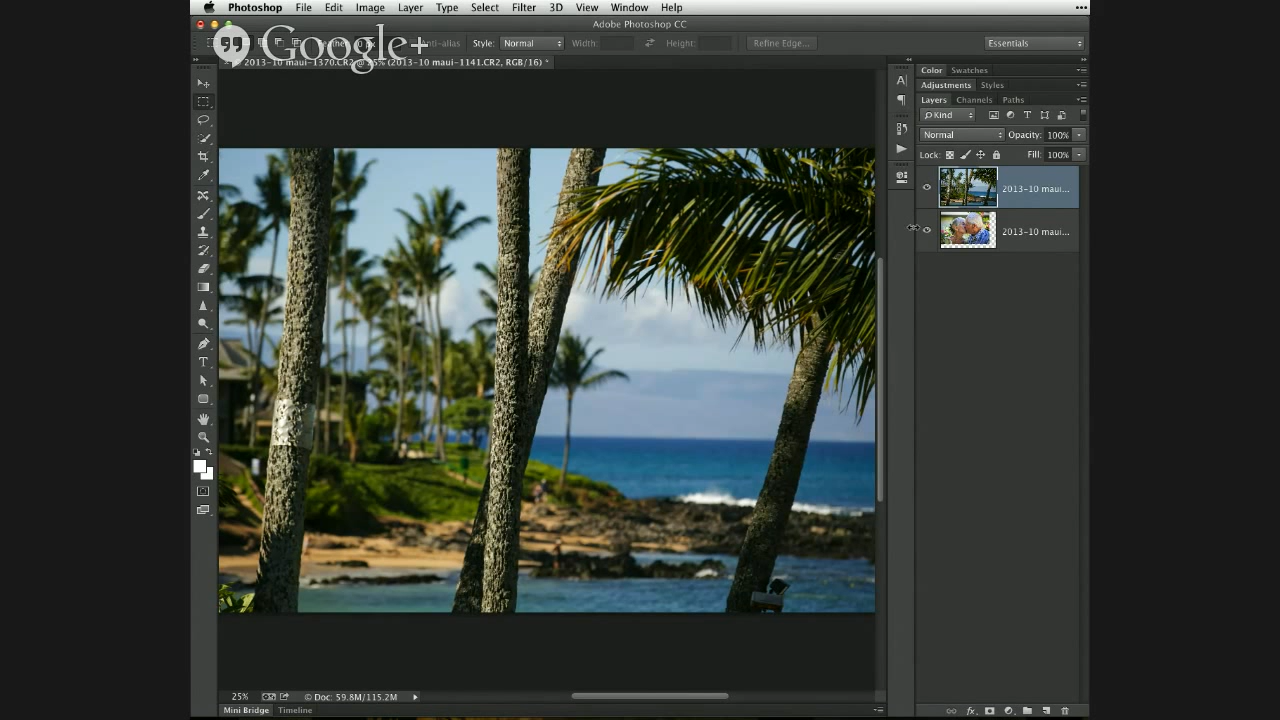 Photoshop File Edit Image Layer Type Select Filter 3D View Window Help
Adobe Photoshop CC
Google+
Anti-alias Style: Normal Width: Height: Refine Edge... Essentials
2013-10 maui-1370.CR2 @ 25% (2013-10 maui-1141.CR2, RGB/16) *
Color Swatches
Adjustments Styles
Layers Channels Paths
Kind
Normal Opacity: 100%
Lock: Fill: 100%
2013-10 maui...
2013-10 maui...
25% Doc: 59.8M/115.2M
Mini Bridge Timeline